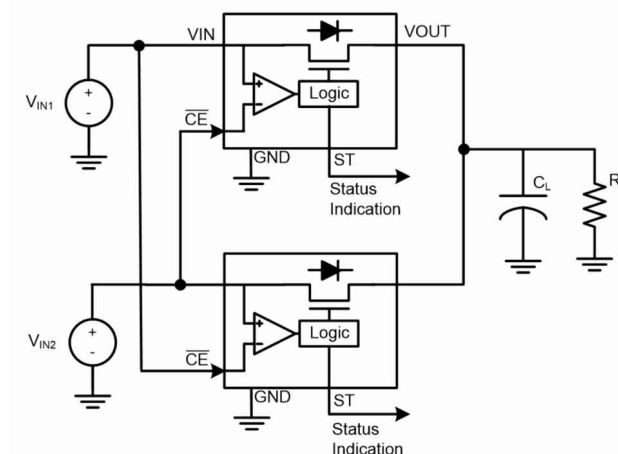 VIN
VOUT
VIN1
+
-
+
-
Logic
CE
GND
ST
Status
Indication
CL
R
VIN2
+
-
+
-
Logic
CE
GND
ST
Status
Indication